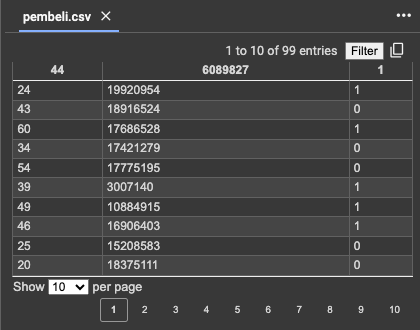 pembeli.csv
1 to 10 of 99 entries Filter
44 6089827 1
24 19920954 1
43 18916524 0
60 17686528 1
34 17421279 0
54 17775195 0
39 3007140 1
49 10884915 1
46 16906403 1
25 15208583 0
20 18375111 0
Show 10 per page
1 2 3 4 5 6 7 8 9 10